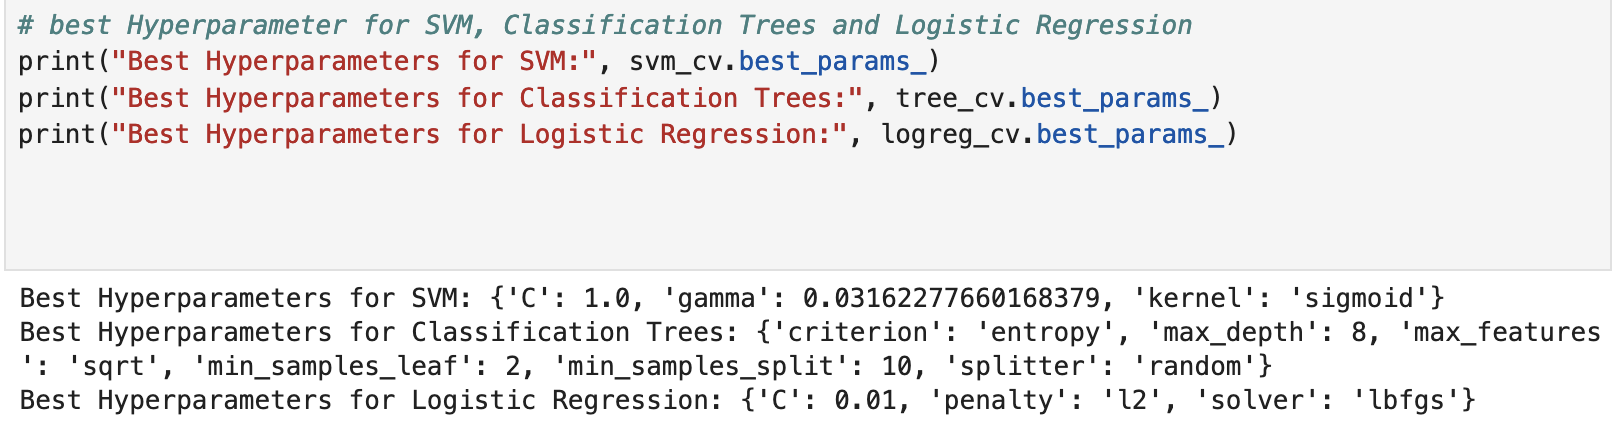 # best Hyperparameter for SVM, Classification Trees and Logistic Regression
print("Best Hyperparameters for SVM:", svm_cv.best_params_)
print("Best Hyperparameters for Classification Trees:", tree_cv.best_params_)
print("Best Hyperparameters for Logistic Regression:", logreg_cv.best_params_)
Best Hyperparameters for SVM: {'C': 1.0, 'gamma': 0.03162277660168379, 'kernel': 'sigmoid'}
Best Hyperparameters for Classification Trees: {'criterion': 'entropy', 'max_depth': 8, 'max_features
': 'sqrt', 'min_samples_leaf': 2, 'min_samples_split': 10, 'splitter': 'random'}
Best Hyperparameters for Logistic Regression: {'C': 0.01, 'penalty': 'l2', 'solver': 'lbfgs'}